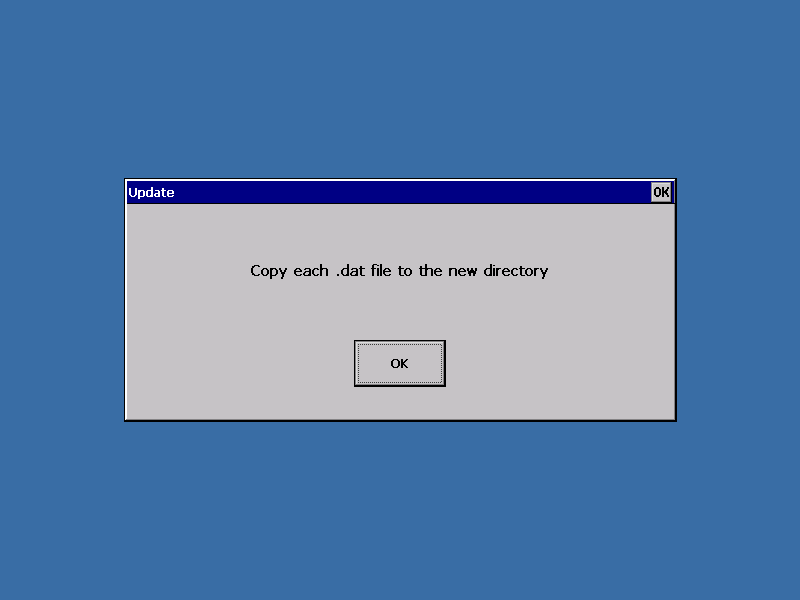 Update OK
Copy each .dat file to the new directory
OK